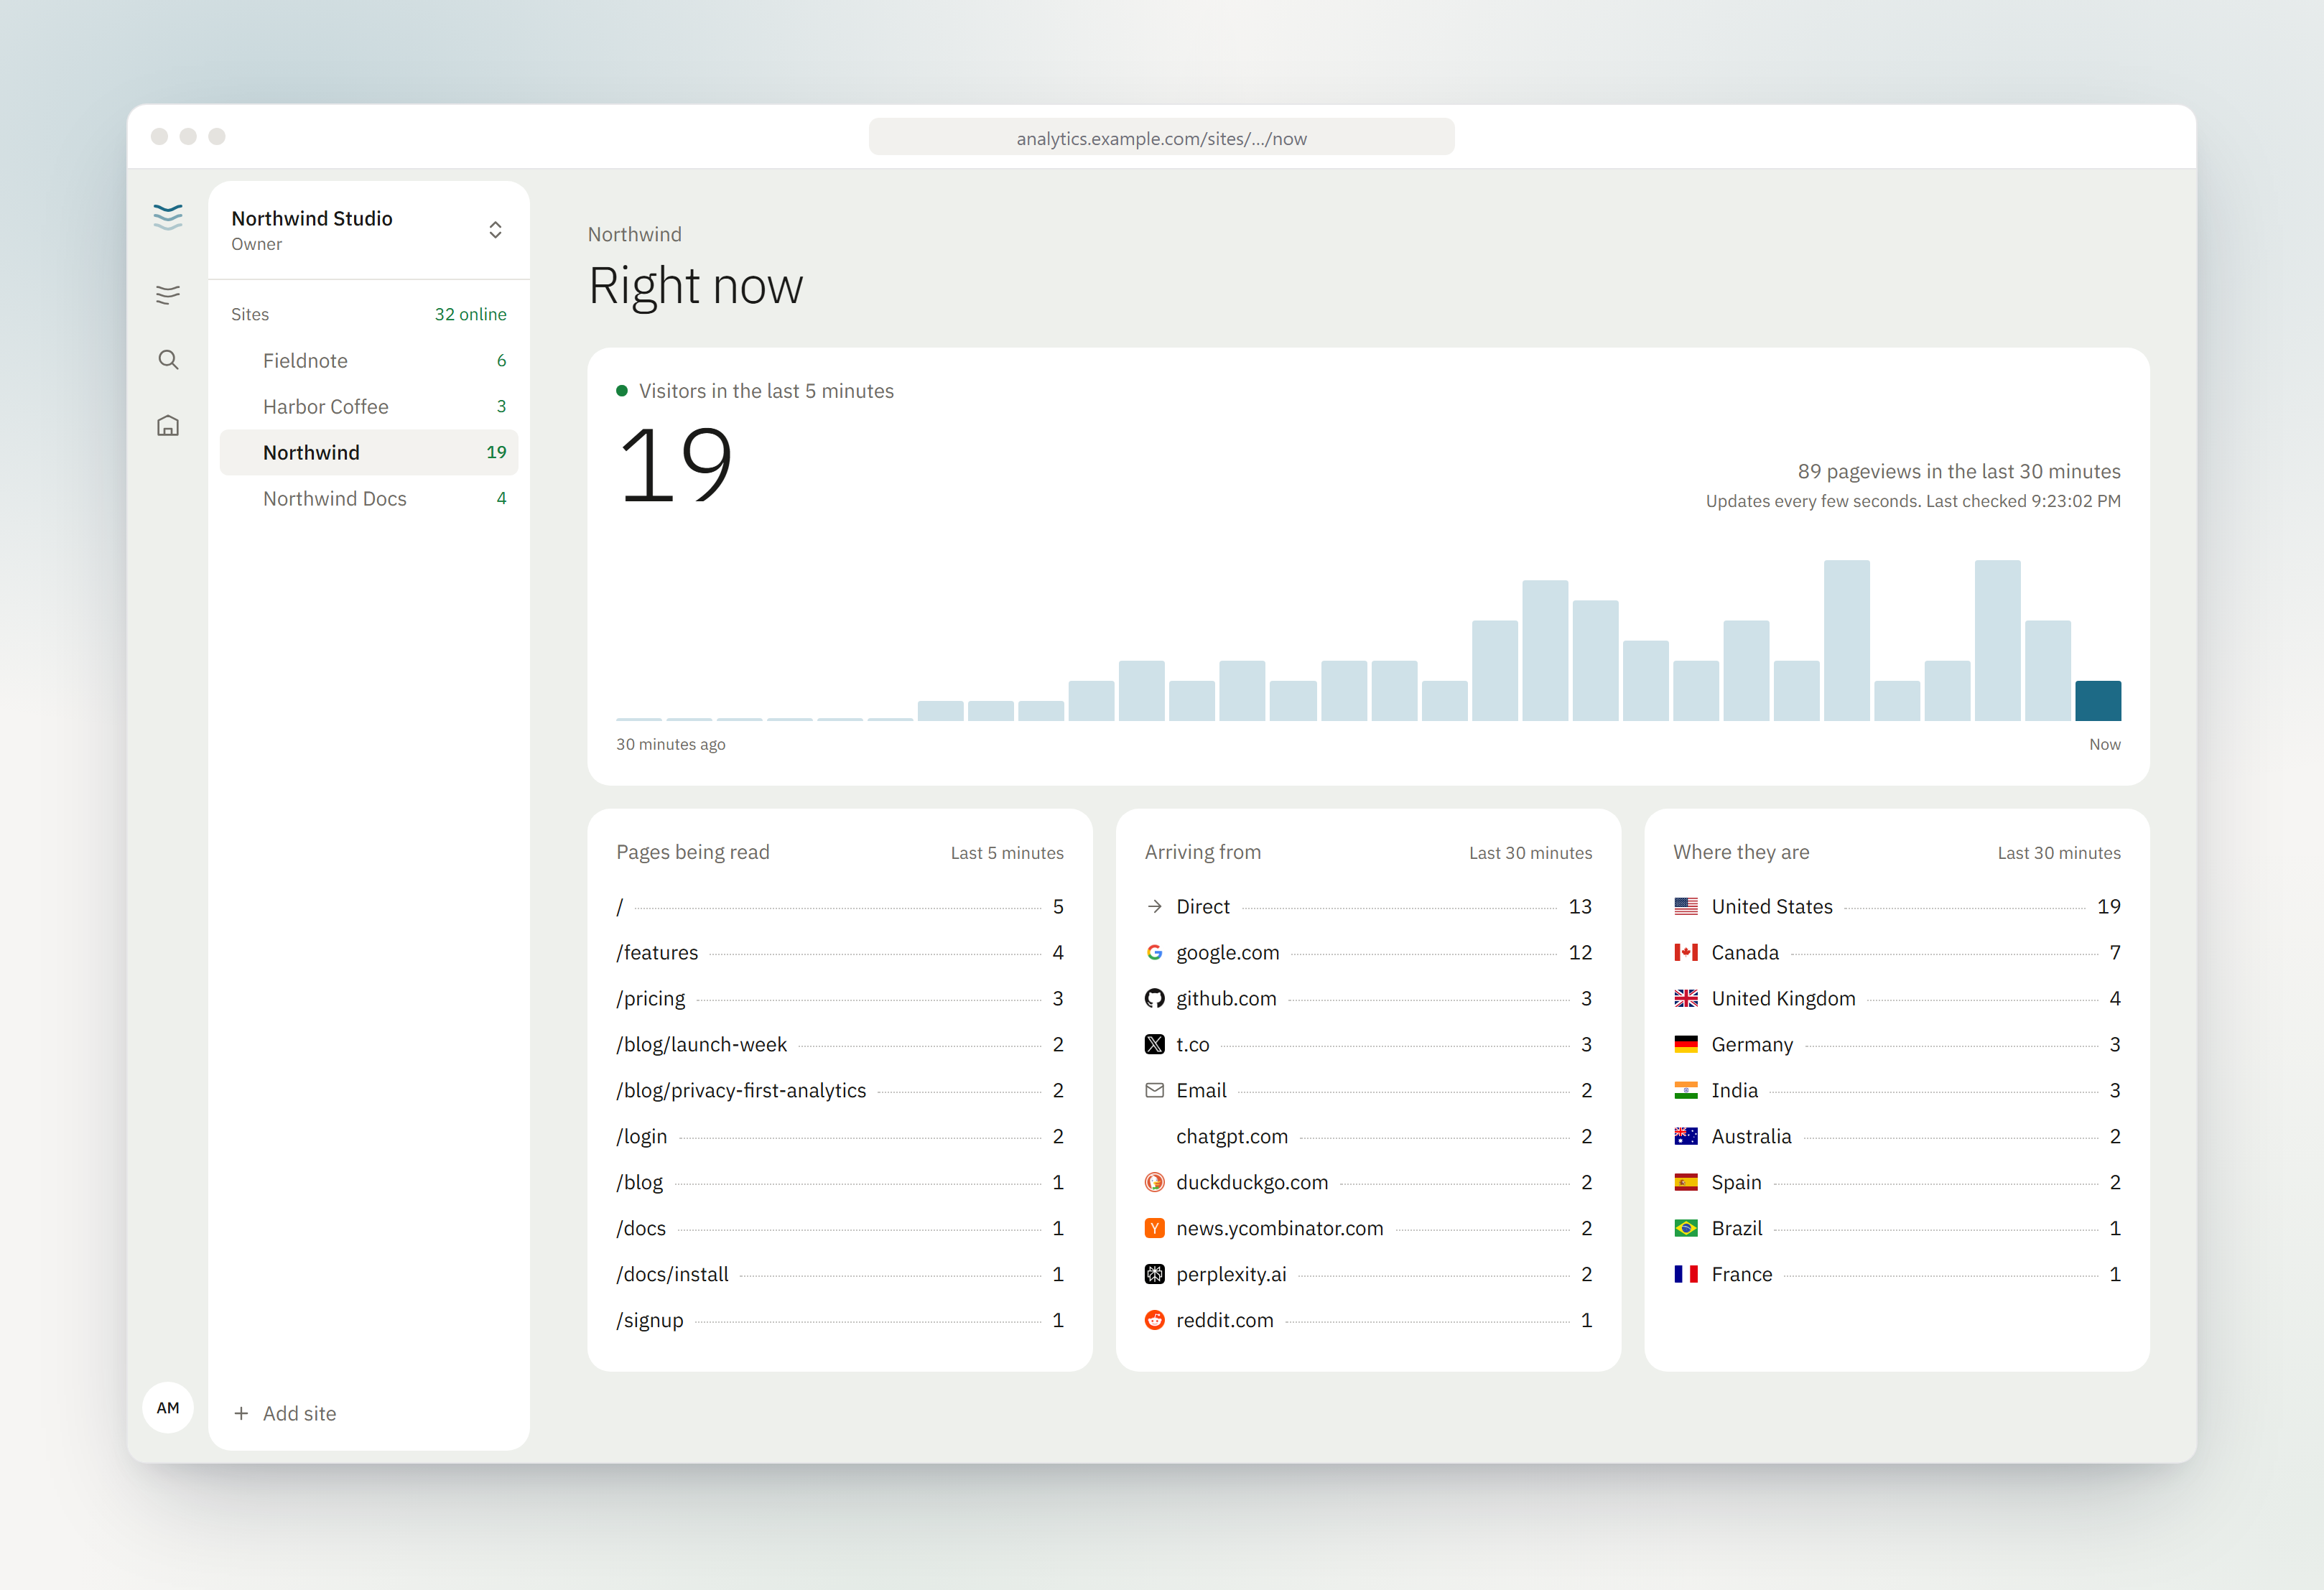 analytics.example.com/sites/.../now
Northwind Studio
Owner
Sites 32 online
Fieldnote 6
Harbor Coffee 3
Northwind 19
Northwind Docs 4
Add site
AM
Northwind
Right now
Visitors in the last 5 minutes
19
89 pageviews in the last 30 minutes
Updates every few seconds. Last checked 9:23:02 PM
30 minutes ago Now
Pages being read Last 5 minutes
/ 5
/features 4
/pricing 3
/blog/launch-week 2
/blog/privacy-first-analytics 2
/login 2
/blog 1
/docs 1
/docs/install 1
/signup 1
Arriving from Last 30 minutes
Direct 13
google.com 12
github.com 3
t.co 3
Email 2
chatgpt.com 2
duckduckgo.com 2
news.ycombinator.com 2
perplexity.ai 2
reddit.com 1
Where they are Last 30 minutes
United States 19
Canada 7
United Kingdom 4
Germany 3
India 3
Australia 2
Spain 2
Brazil 1
France 1